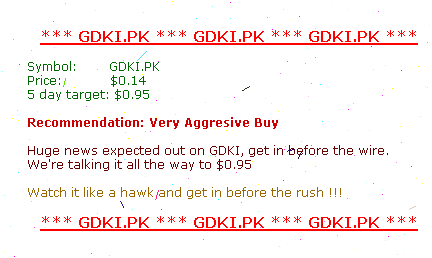 *** GDKI.PK *** GDKI.PK *** GDKI.PK ***
Symbol: GDKI.PK
Price: $0.14
5 day target: $0.95
Recommendation: Very Aggresive Buy
Huge news expected out on GDKI, get in before the wire.
We're talking it all the way to $0.95
Watch it like a hawk and get in before the rush !!!
*** GDKI.PK *** GDKI.PK *** GDKI.PK ***